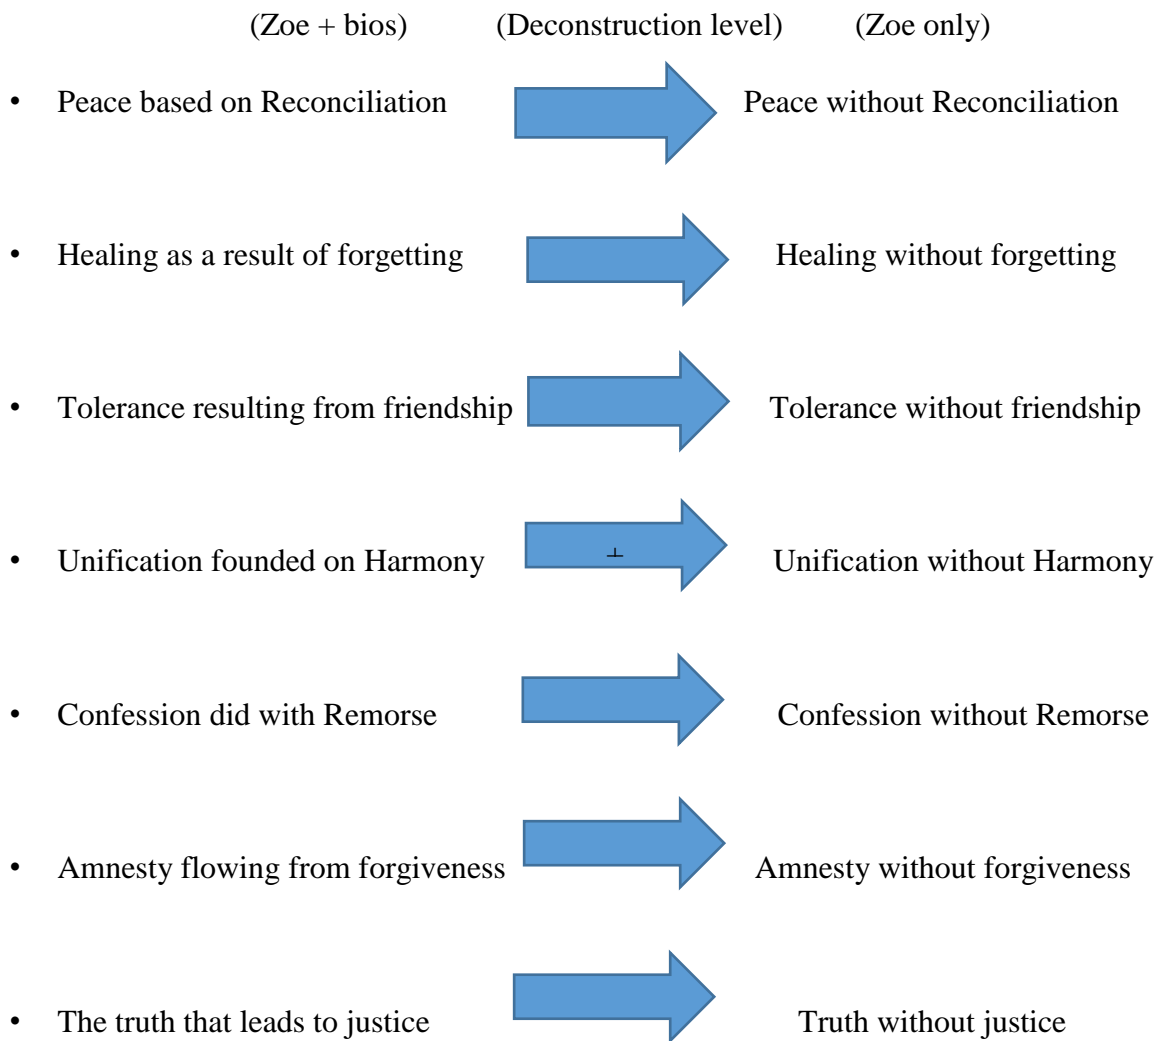 (Zoe + bios) (Deconstruction level) (Zoe only)
• Peace based on Reconciliation Peace without Reconciliation
• Healing as a result of forgetting Healing without forgetting
• Tolerance resulting from friendship Tolerance without friendship
• Unification founded on Harmony ┴ Unification without Harmony
• Confession did with Remorse Confession without Remorse
• Amnesty flowing from forgiveness Amnesty without forgiveness
• The truth that leads to justice Truth without justice